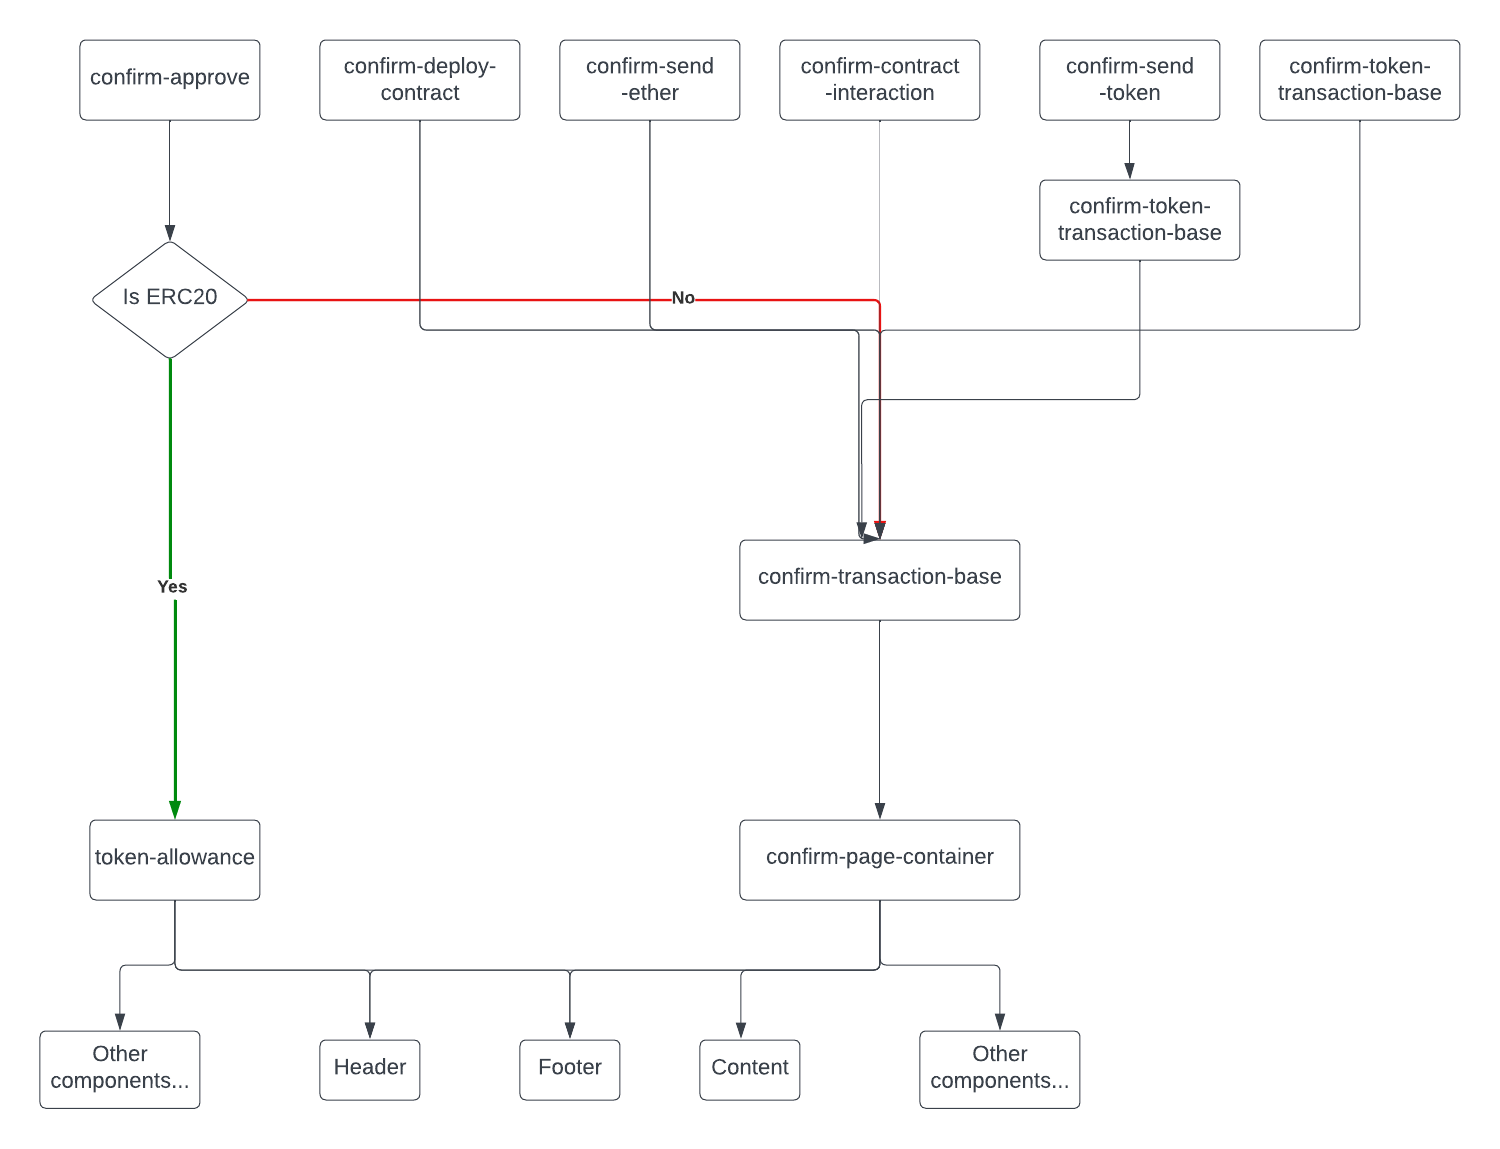 confirm-approve
confirm-deploy-
contract
confirm-send
-ether
confirm-contract
-interaction
confirm-send
-token
confirm-token-
transaction-base
confirm-token-
transaction-base
Is ERC20
No
Yes
confirm-transaction-base
token-allowance
confirm-page-container
Other
components...
Header
Footer
Content
Other
components...